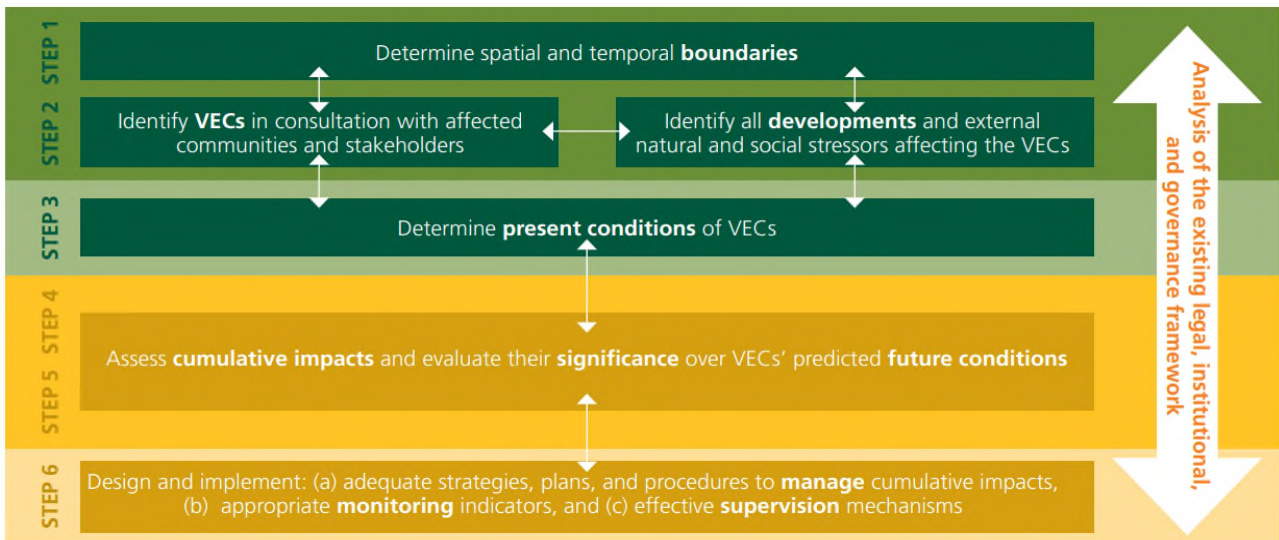 STEP 1
Determine spatial and temporal boundaries
STEP 2
Identify VECs in consultation with affected
communities and stakeholders
Identify all developments and external
natural and social stressors affecting the VECs
STEP 3
Determine present conditions of VECs
STEP 4
STEP 5
Assess cumulative impacts and evaluate their significance over VECs’ predicted future conditions
STEP 6
Design and implement: (a) adequate strategies, plans, and procedures to manage cumulative impacts,
(b) appropriate monitoring indicators, and (c) effective supervision mechanisms
Analysis of the existing legal, institutional,
and governance framework